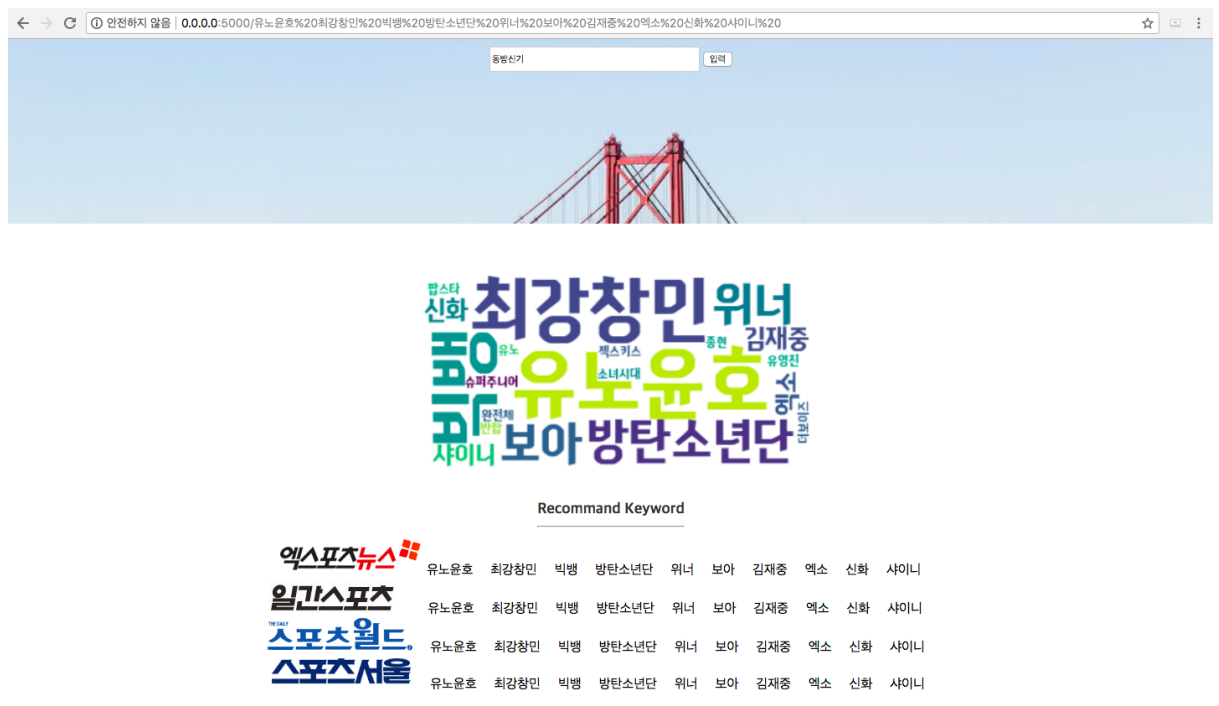 안전하지 않음 | 0.0.0.0:5000/유노윤호%20최강창민%20빅뱅%20방탄소년단%20위너%20보아%20김재중%20엑소%20신화%20샤이니%20
동방신기 입력
팝스타
신화 최강창민 위너
빅뱅 유노 젝스키스 종현 김재중
슈퍼주니어 유노윤호 소녀시대 유영진
엑소
완전체
반합 보아 방탄소년단 더보이즈
샤이니
Recommand Keyword
엑스포츠뉴스 유노윤호 최강창민 빅뱅 방탄소년단 위너 보아 김재중 엑소 신화 샤이니
일간스포츠 유노윤호 최강창민 빅뱅 방탄소년단 위너 보아 김재중 엑소 신화 샤이니
THE DAILY
스포츠월드 유노윤호 최강창민 빅뱅 방탄소년단 위너 보아 김재중 엑소 신화 샤이니
스포츠서울 유노윤호 최강창민 빅뱅 방탄소년단 위너 보아 김재중 엑소 신화 샤이니